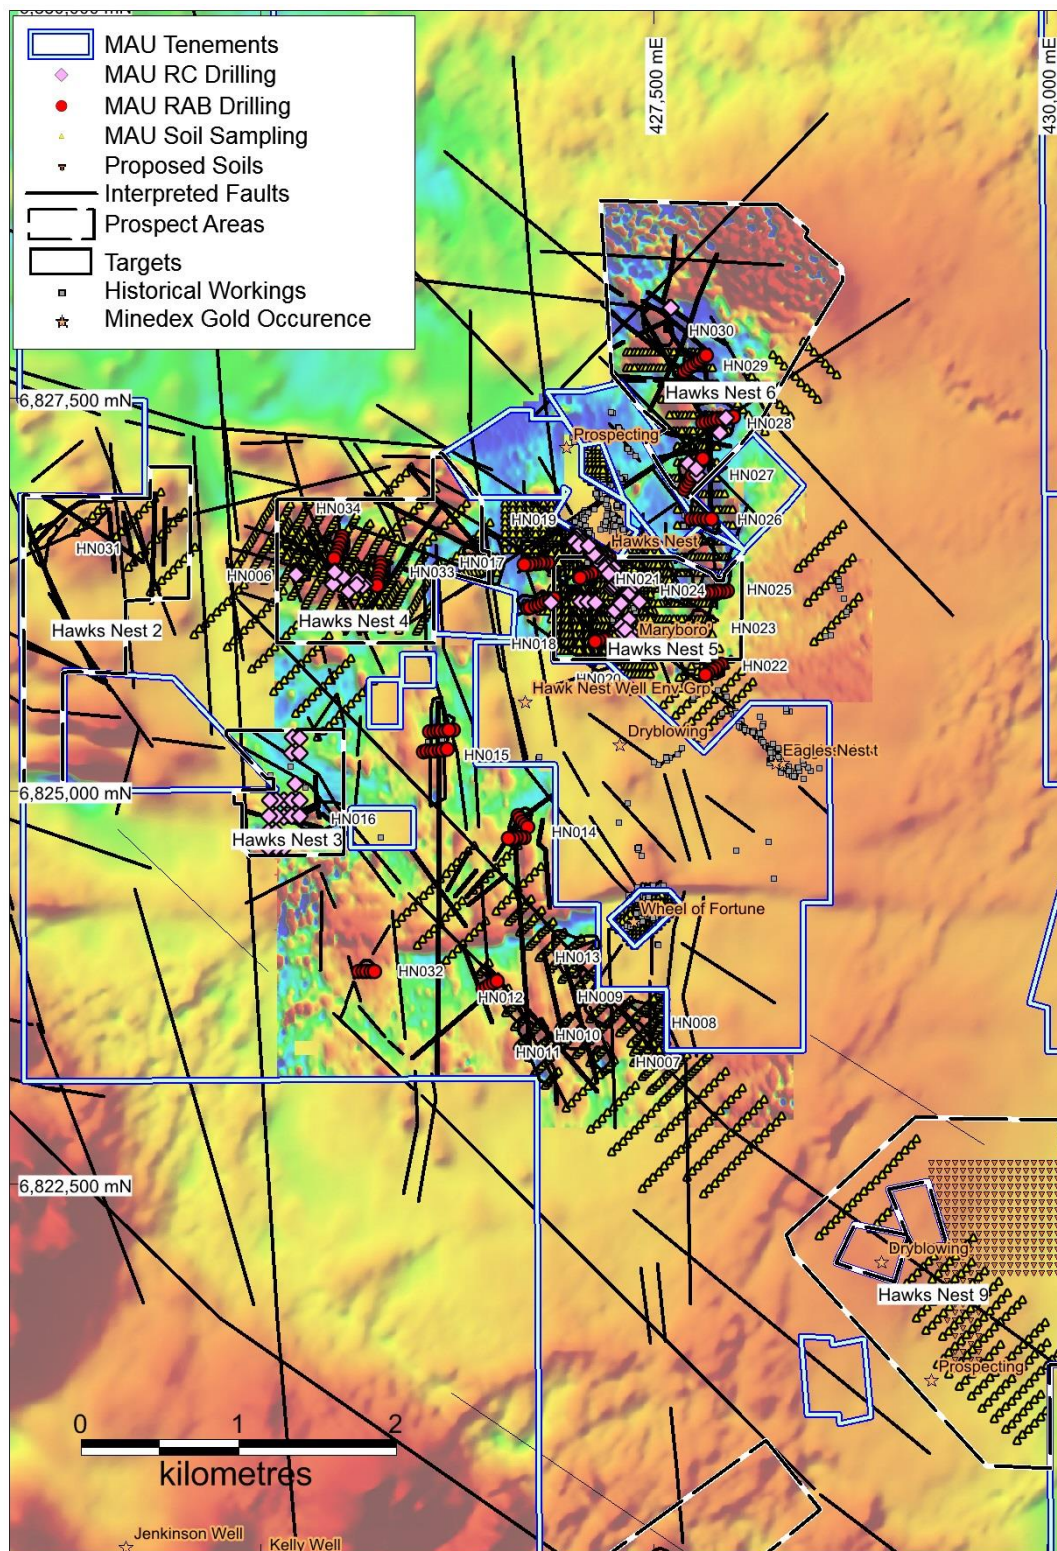 MAU Tenements
MAU RC Drilling
MAU RAB Drilling
MAU Soil Sampling
Proposed Soils
Interpreted Faults
Prospect Areas
Targets
Historical Workings
Minedex Gold Occurence
427,500 mE
430,000 mE
HN030
HN029
Hawks Nest 6
6,827,500 mN
HN028
Prospecting
HN027
HN034
HN019
HN026
HN031
Hawks Nest
HN017
HN006
HN033
HN021
HN024
HN025
Hawks Nest 2
Hawks Nest 4
Maryboro
HN023
HN018
Hawks Nest 5
HN022
HN020
Hawk Nest Well Env Grp
Dryblowing
HN015
Eagles Nest
6,825,000 mN
HN016
HN014
Hawks Nest 3
Wheel of Fortune
HN013
HN032
HN012
HN009
HN008
HN010
HN011
HN007
6,822,500 mN
Dryblowing
Hawks Nest 9
Prospecting
0 1 2
kilometres
Jenkinson Well
Kelly Well